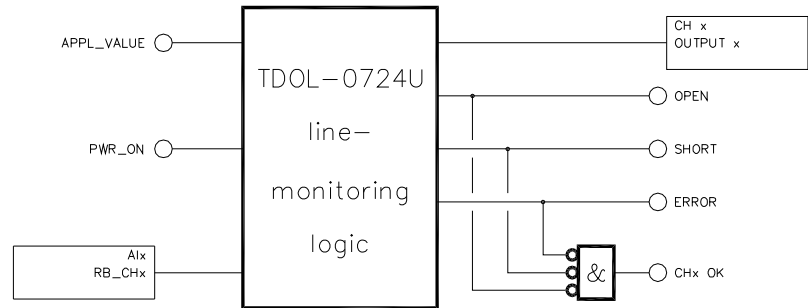 APPL_VALUE
PWR_ON
AIx
RB_CHx
TDOL-0724U
line-
monitoring
logic
CH x
OUTPUT x
OPEN
SHORT
ERROR
&
CHx OK